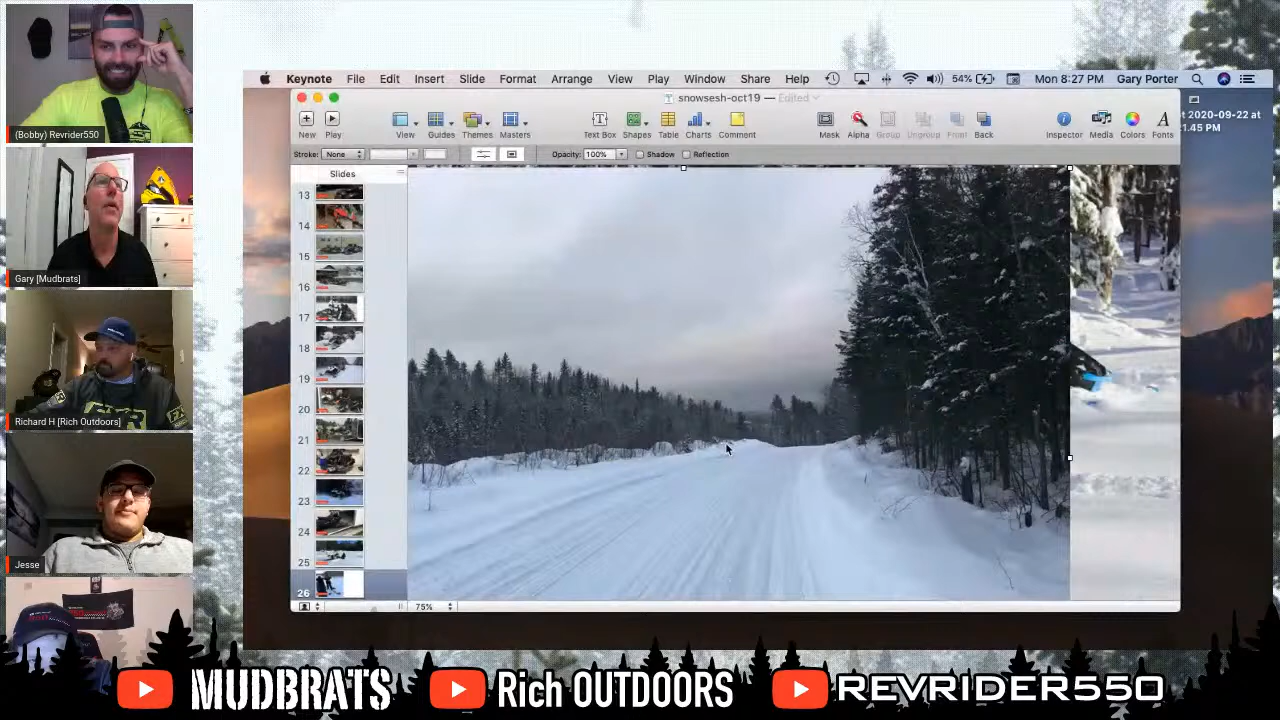 (Bobby) Revrider550
Gary [Mudbrats]
Richard H [Rich Outdoors]
Jesse
Keynote File Edit Insert Slide Format Arrange View Play Window Share Help 54% Mon 8:27 PM Gary Porter
snowsesh-oct19 — Edited
New Play View Guides Themes Masters Text Box Shapes Table Charts Comment Mask Alpha Group Ungroup Front Back Inspector Media Colors Fonts
Stroke: None Opacity: 100% Shadow Reflection
Slides
13
14
15
16
17
18
19
20
21
22
23
24
25
26
75%
2020-09-22 at
.45 PM
MUDBRATS Rich OUTDOORS REVRIDER550